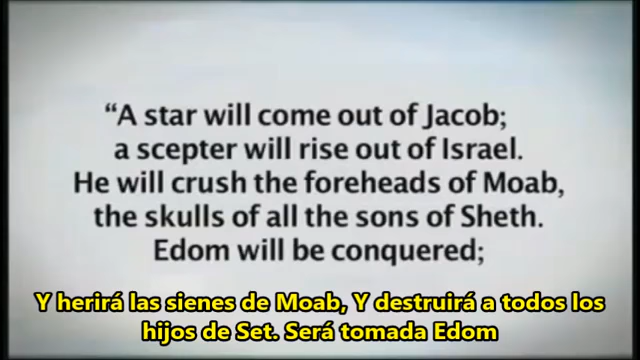 “A star will come out of Jacob;
a scepter will rise out of Israel.
He will crush the foreheads of Moab,
the skulls of all the sons of Sheth.
Edom will be conquered;
Y herirá las sienes de Moab, Y destruirá a todos los
hijos de Set. Será tomada Edom